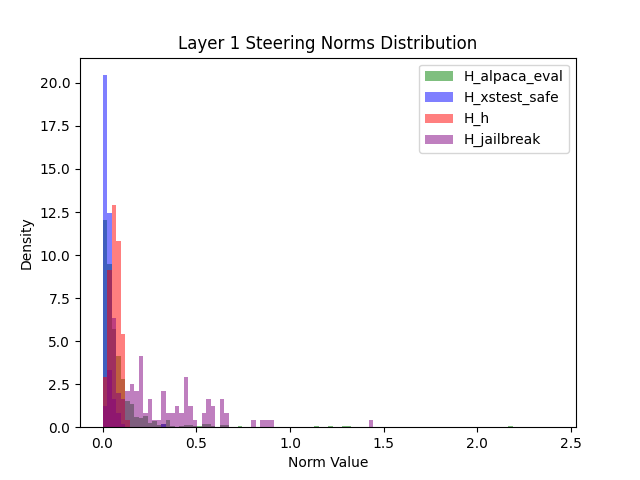 Layer 1 Steering Norms Distribution
H_alpaca_eval
H_xstest_safe
H_h
H_jailbreak
Density
20.0
17.5
15.0
12.5
10.0
7.5
5.0
2.5
0.0
0.0 0.5 1.0 1.5 2.0 2.5
Norm Value